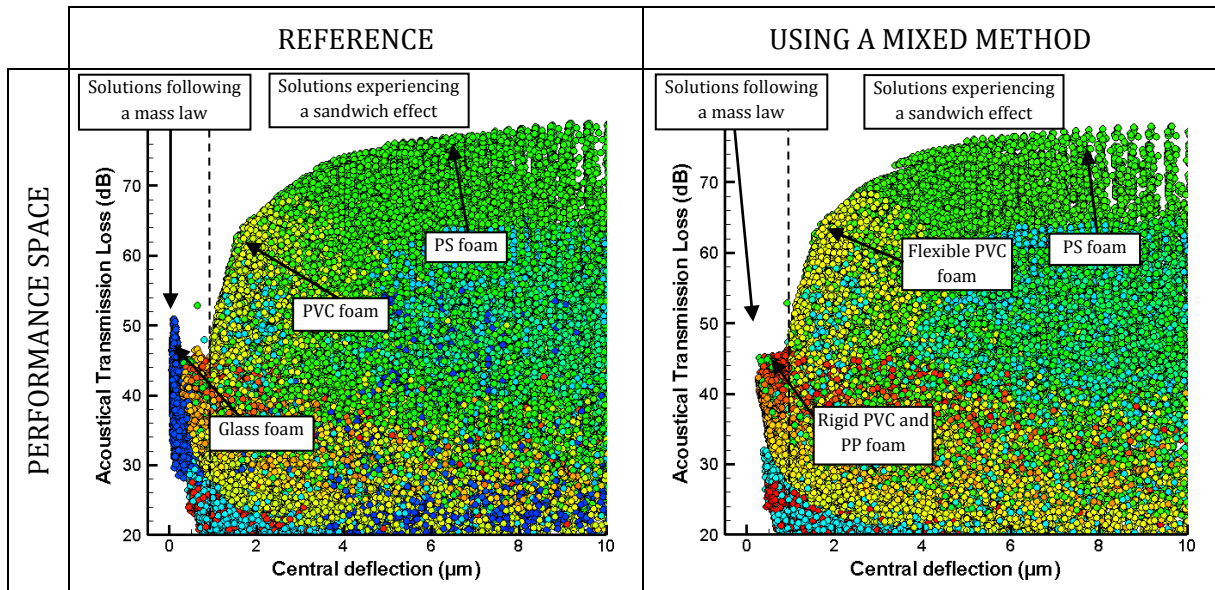 REFERENCE
USING A MIXED METHOD
PERFORMANCE SPACE
Solutions following
a mass law
Solutions experiencing
a sandwich effect
Acoustical Transmission Loss (dB)
70
60
50
40
30
20
PS foam
PVC foam
Glass foam
0
2
4
6
8
10
Central deflection (µm)
Solutions following
a mass law
Solutions experiencing
a sandwich effect
Acoustical Transmission Loss (dB)
70
60
50
40
30
20
Flexible PVC
foam
PS foam
Rigid PVC and
PP foam
0
2
4
6
8
10
Central deflection (µm)